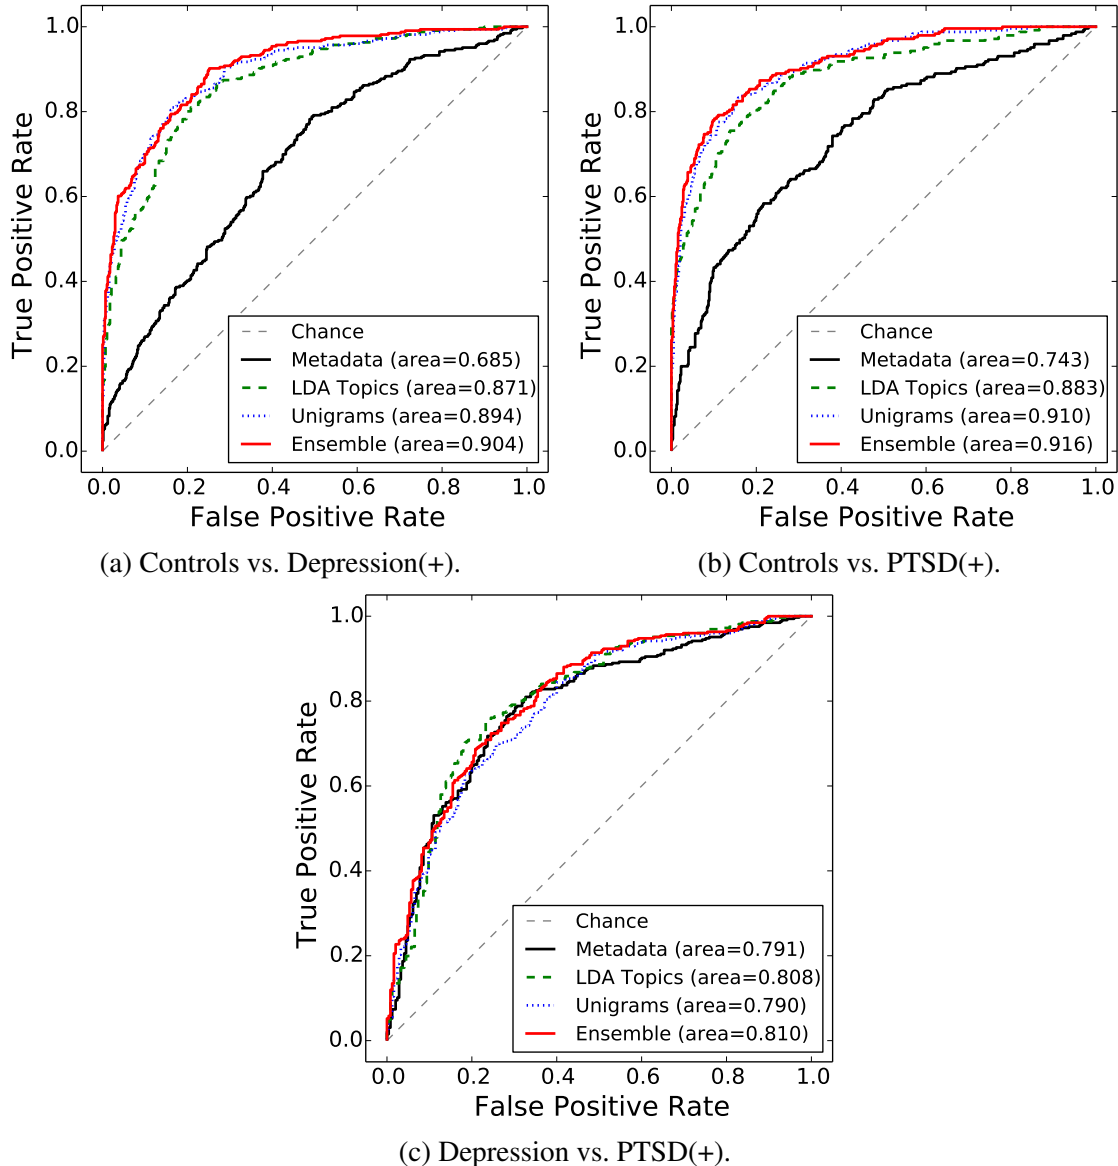 1.0
0.8
0.6
0.4
0.2
0.0
True Positive Rate
Chance
Metadata (area=0.685)
LDA Topics (area=0.871)
Unigrams (area=0.894)
Ensemble (area=0.904)
0.0 0.2 0.4 0.6 0.8 1.0
False Positive Rate
(a) Controls vs. Depression(+).
1.0
0.8
0.6
0.4
0.2
0.0
True Positive Rate
Chance
Metadata (area=0.743)
LDA Topics (area=0.883)
Unigrams (area=0.910)
Ensemble (area=0.916)
0.0 0.2 0.4 0.6 0.8 1.0
False Positive Rate
(b) Controls vs. PTSD(+).
1.0
0.8
0.6
0.4
0.2
0.0
True Positive Rate
Chance
Metadata (area=0.791)
LDA Topics (area=0.808)
Unigrams (area=0.790)
Ensemble (area=0.810)
0.0 0.2 0.4 0.6 0.8 1.0
False Positive Rate
(c) Depression vs. PTSD(+).